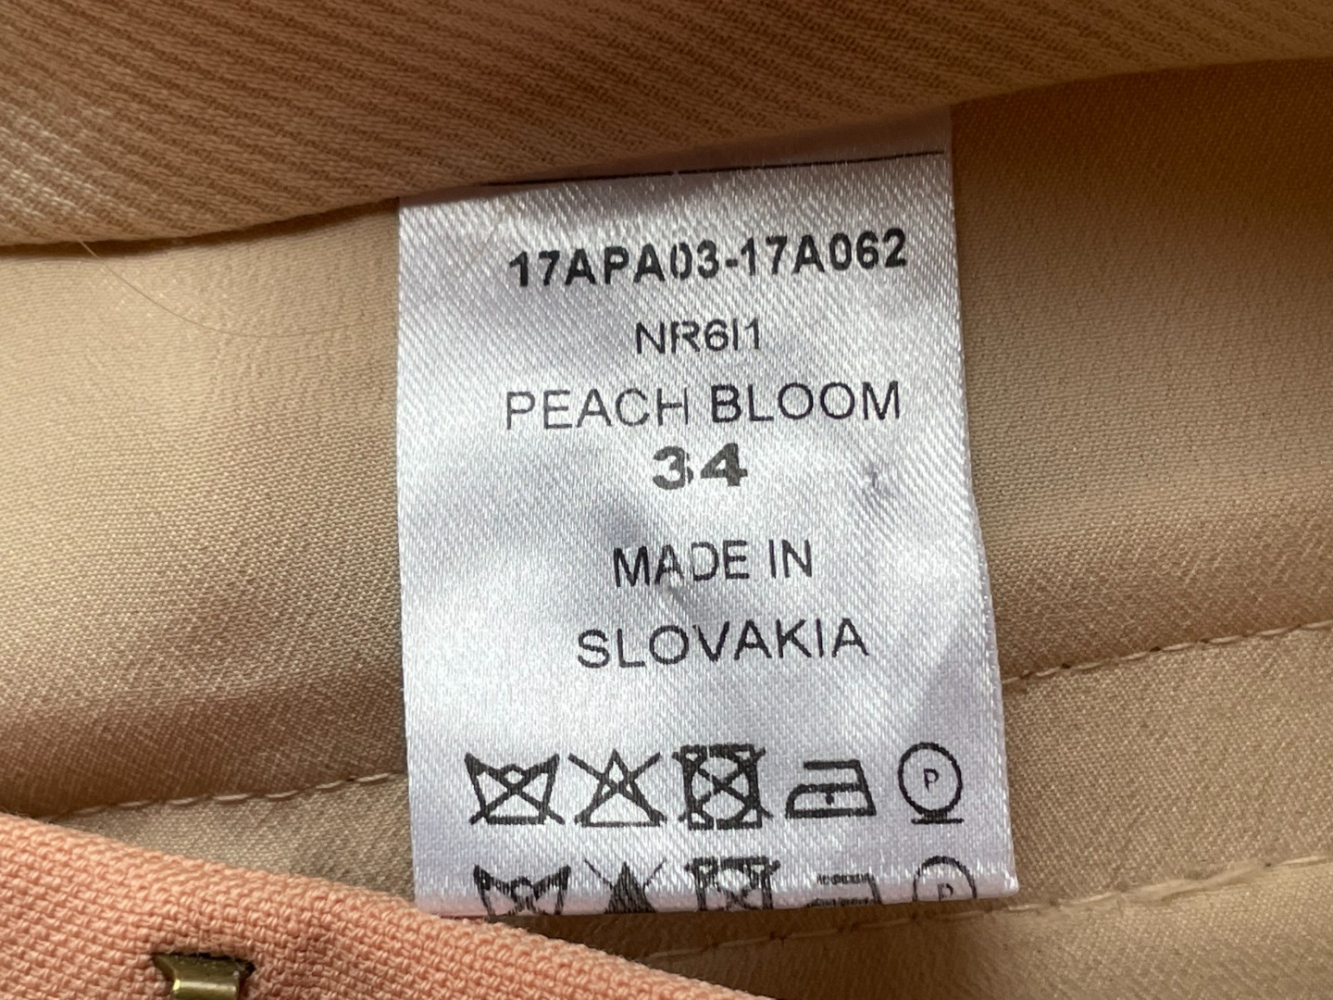 17APA03-17A062
NR6I1
PEACH BLOOM
34
MADE IN
SLOVAKIA
P
P